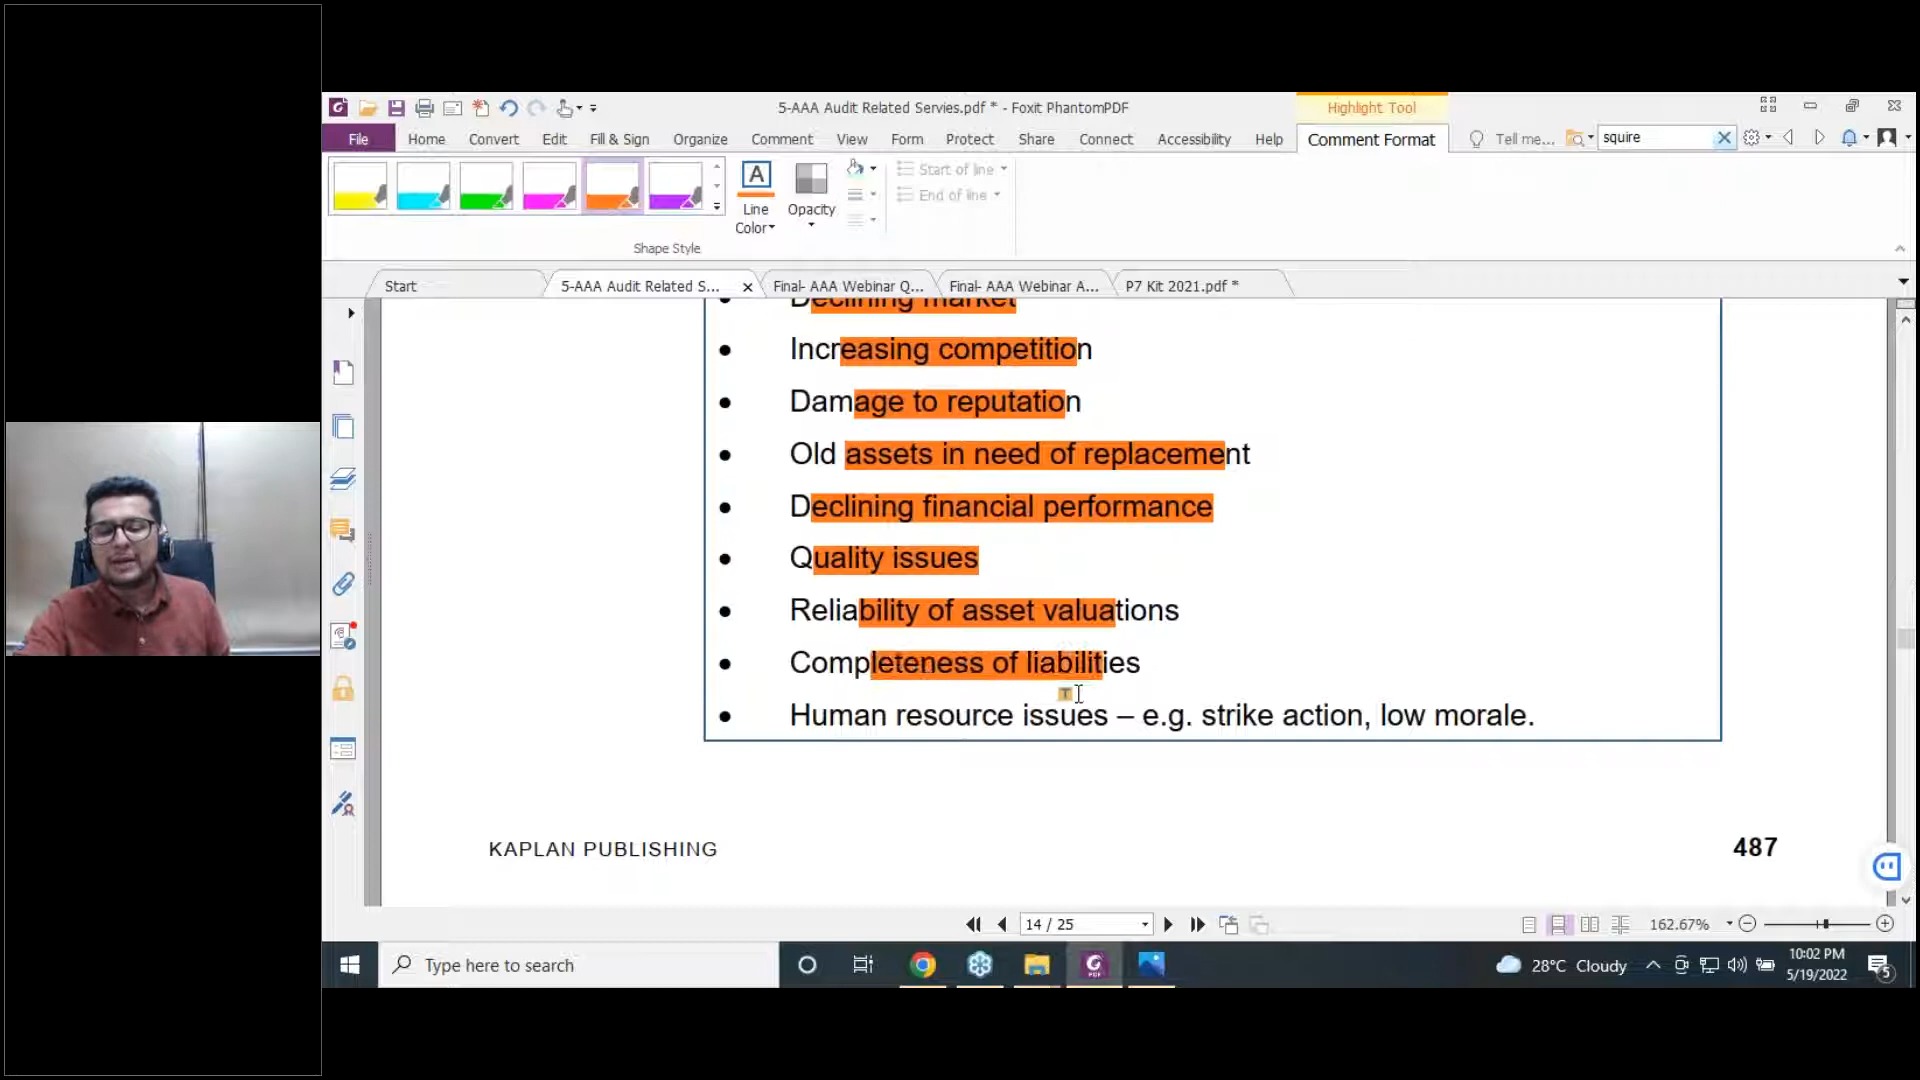 5-AAA Audit Related Servies.pdf * - Foxit PhantomPDF
Highlight Tool
File Home Convert Edit Fill & Sign Organize Comment View Form Protect Share Connect Accessibility Help Comment Format Tell me... squire
Start of line
End of line
Line Color
Opacity
Shape Style
Start
5-AAA Audit Related S...
Final- AAA Webinar Q...
Final- AAA Webinar A...
P7 Kit 2021.pdf *
• Declining market
• Increasing competition
• Damage to reputation
• Old assets in need of replacement
• Declining financial performance
• Quality issues
• Reliability of asset valuations
• Completeness of liabilities
• Human resource issues – e.g. strike action, low morale.
KAPLAN PUBLISHING
487
14 / 25
162.67%
Type here to search
28°C Cloudy
10:02 PM
5/19/2022
5